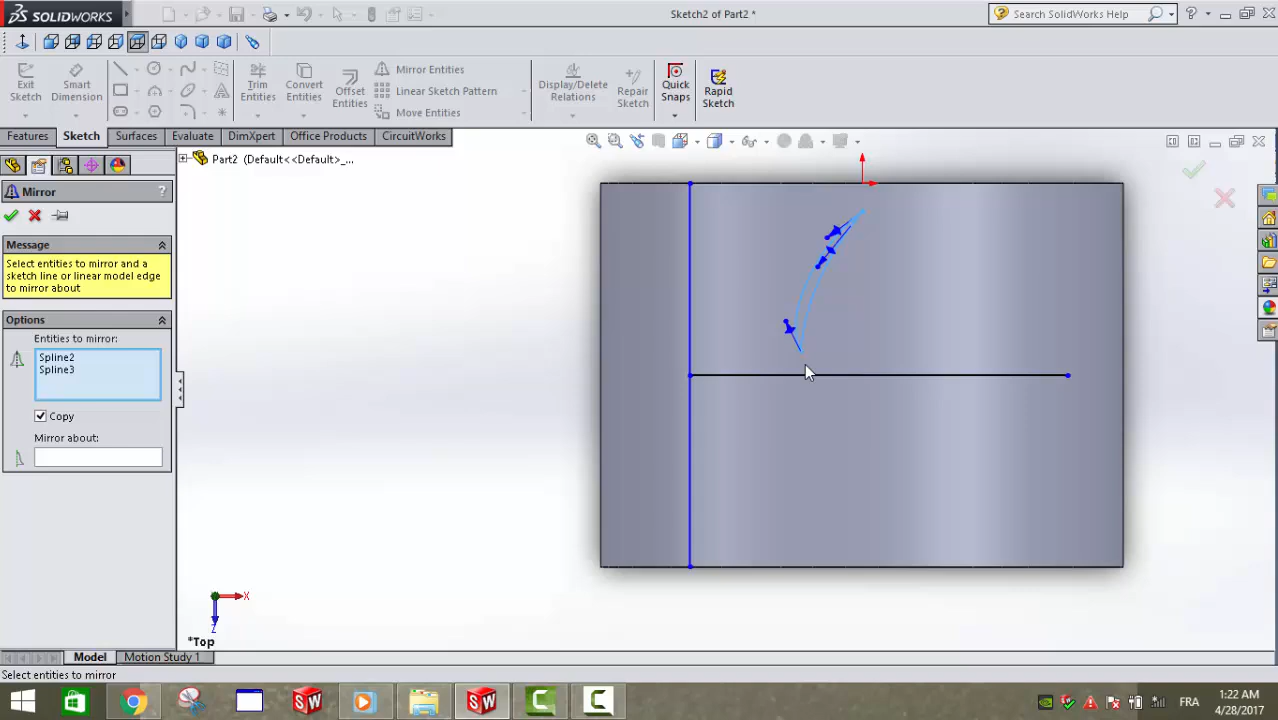 SOLIDWORKS
Sketch2 of Part2 *
Search SolidWorks Help
Exit Sketch
Smart Dimension
Trim Entities
Convert Entities
Offset Entities
Mirror Entities
Linear Sketch Pattern
Move Entities
Display/Delete Relations
Repair Sketch
Quick Snaps
Rapid Sketch
Features
Sketch
Surfaces
Evaluate
DimXpert
Office Products
CircuitWorks
Part2 (Default<<Default>_...
Mirror
?
Message
Select entities to mirror and a
sketch line or linear model edge
to mirror about
Options
Entities to mirror:
Spline2
Spline3
Copy
Mirror about:
X
Z
*Top
Model
Motion Study 1
Select entities to mirror
FRA
1:22 AM
4/28/2017